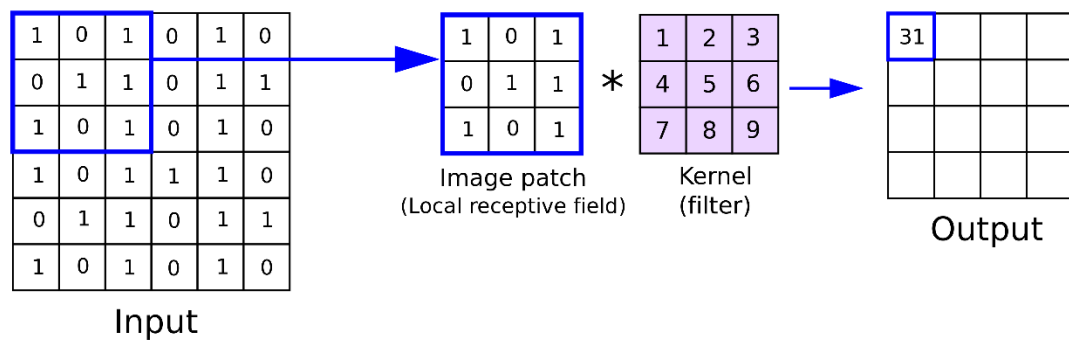 1 0 1 0 1 0
0 1 1 0 1 1
1 0 1 0 1 0
1 0 1 1 1 0
0 1 1 0 1 1
1 0 1 0 1 0
Input
1 0 1
0 1 1
1 0 1
Image patch
(Local receptive field)
*
1 2 3
4 5 6
7 8 9
Kernel
(filter)
31
Output